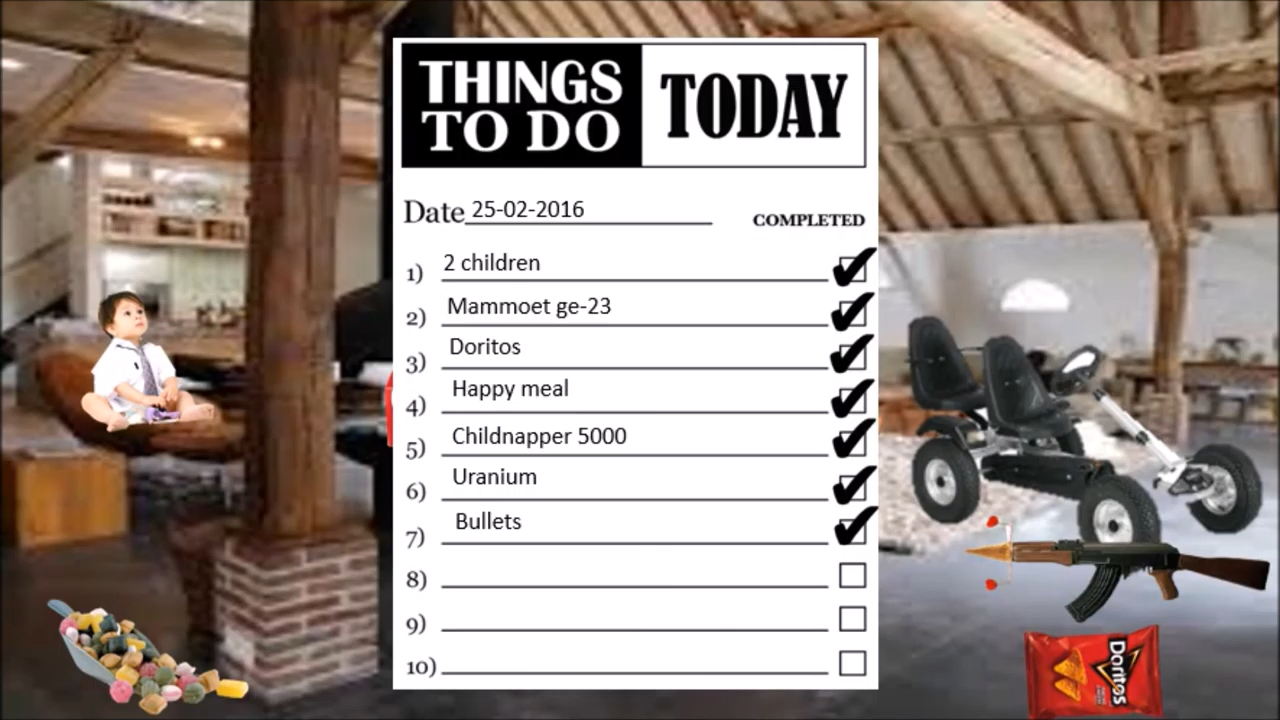 THINGS TO DO
TODAY
Date 25-02-2016
COMPLETED
1) 2 children
2) Mammoet ge-23
3) Doritos
4) Happy meal
5) Childnapper 5000
6) Uranium
7) Bullets
8)
9)
10)
Doritos